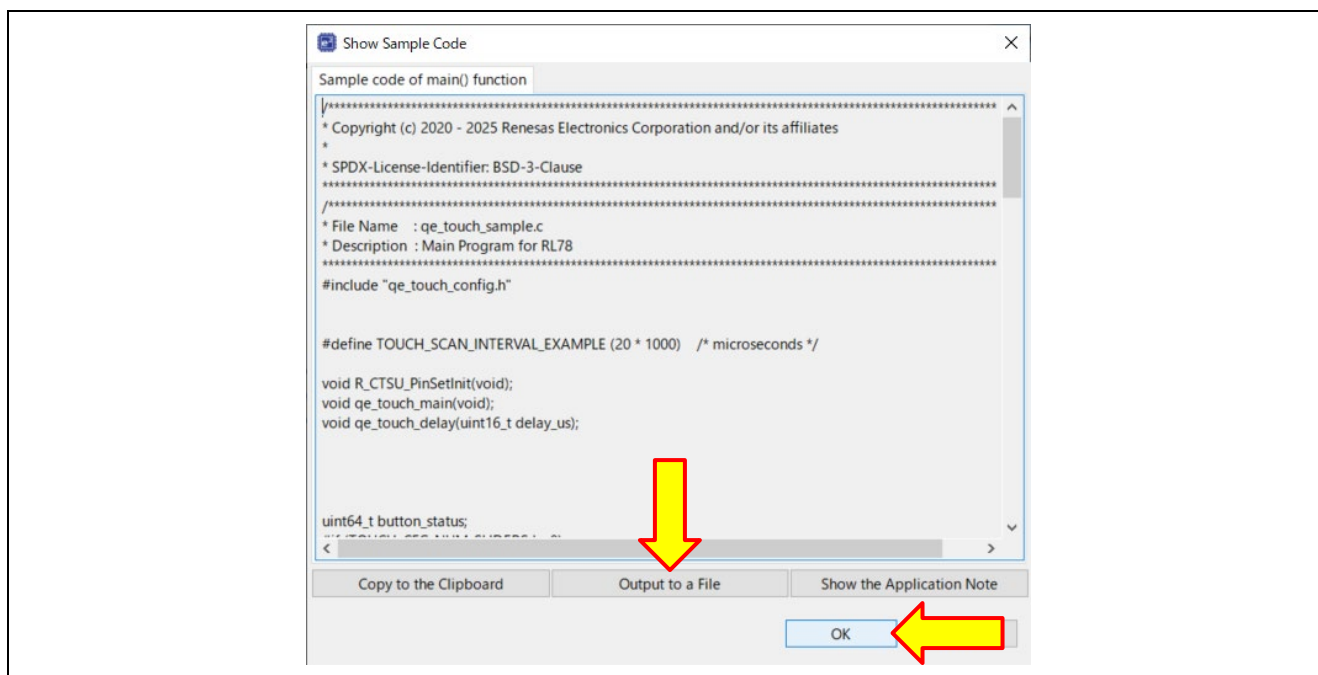 Show Sample Code
Sample code of main() function
/****************************************************************************************************************
* Copyright (c) 2020 - 2025 Renesas Electronics Corporation and/or its affiliates
*
* SPDX-License-Identifier: BSD-3-Clause
*****************************************************************************************************************
/****************************************************************************************************************
* File Name : qe_touch_sample.c
* Description : Main Program for RL78
*****************************************************************************************************************
#include "qe_touch_config.h"
#define TOUCH_SCAN_INTERVAL_EXAMPLE (20 * 1000) /* microseconds */
void R_CTSU_PinSetInit(void);
void qe_touch_main(void);
void qe_touch_delay(uint16_t delay_us);
uint64_t button_status;
Copy to the Clipboard
Output to a File
Show the Application Note
OK